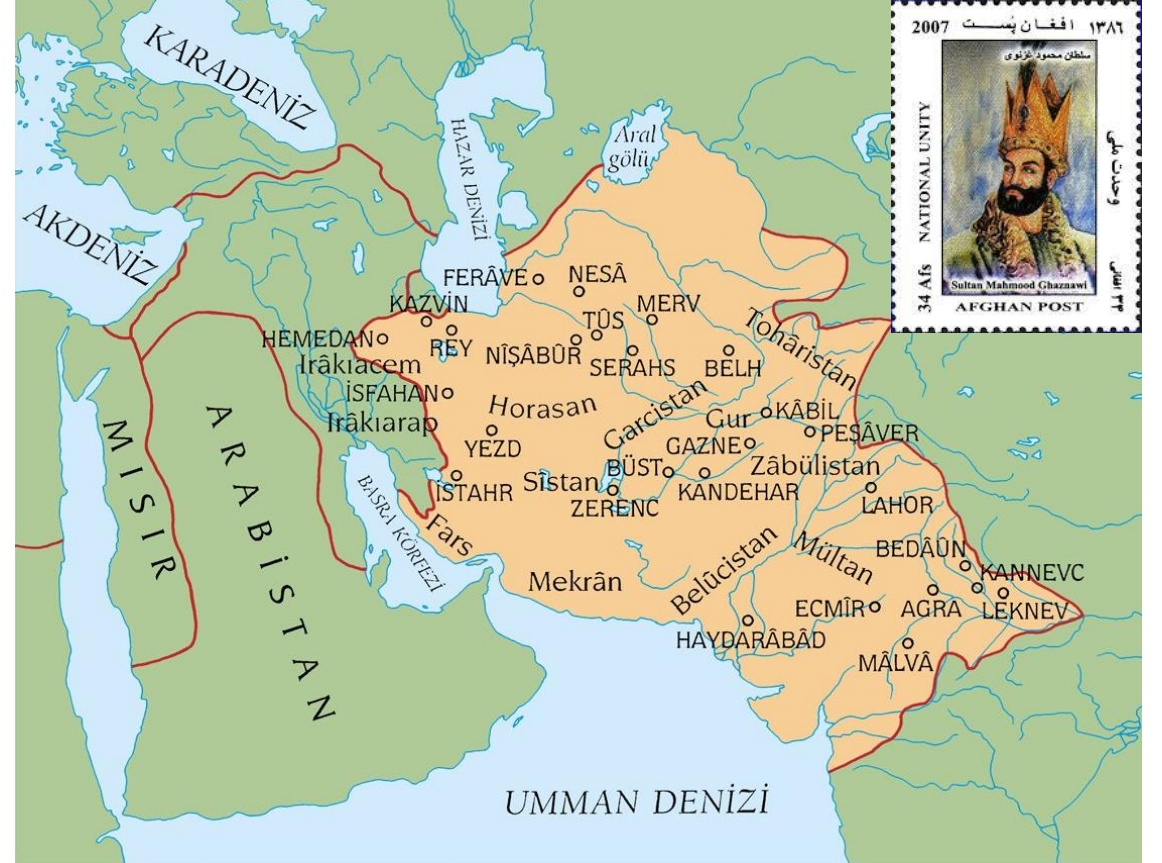 2007 افغان پُست ١٣٨٦
سلطان محمود غزنوی
NATIONAL UNITY
34 Afs
وحدت ملی
٣٤ افغانی
Sultan Mahmood Ghaznawi
AFGHAN POST
KARADENİZ
HAZAR DENİZİ
Aral
gölü
AKDENİZ
FERÂVE
NESÂ
KAZVİN
MERV
TÛS
Tohâristan
HEMEDAN
REY
NÎŞÂBÛR
SERAHS
BELH
Irâkıacem
İSFAHAN
Horasan
Garcistan
Gur
KÂBİL
Irâkıarap
PEŞÂVER
YEZD
GAZNE
BÜST
Zâbülistan
İSTAHR
Sîstan
KANDEHAR
ZERENC
LAHOR
MISIR
ARABİSTAN
BASRA KÖRFEZİ
Fars
Mekrân
Belûcistan
Mültan
BEDÂÛN
KANNEVC
ECMÎR
AGRA
LEKNEV
HAYDARÂBÂD
MÂLVÂ
UMMAN DENİZİ